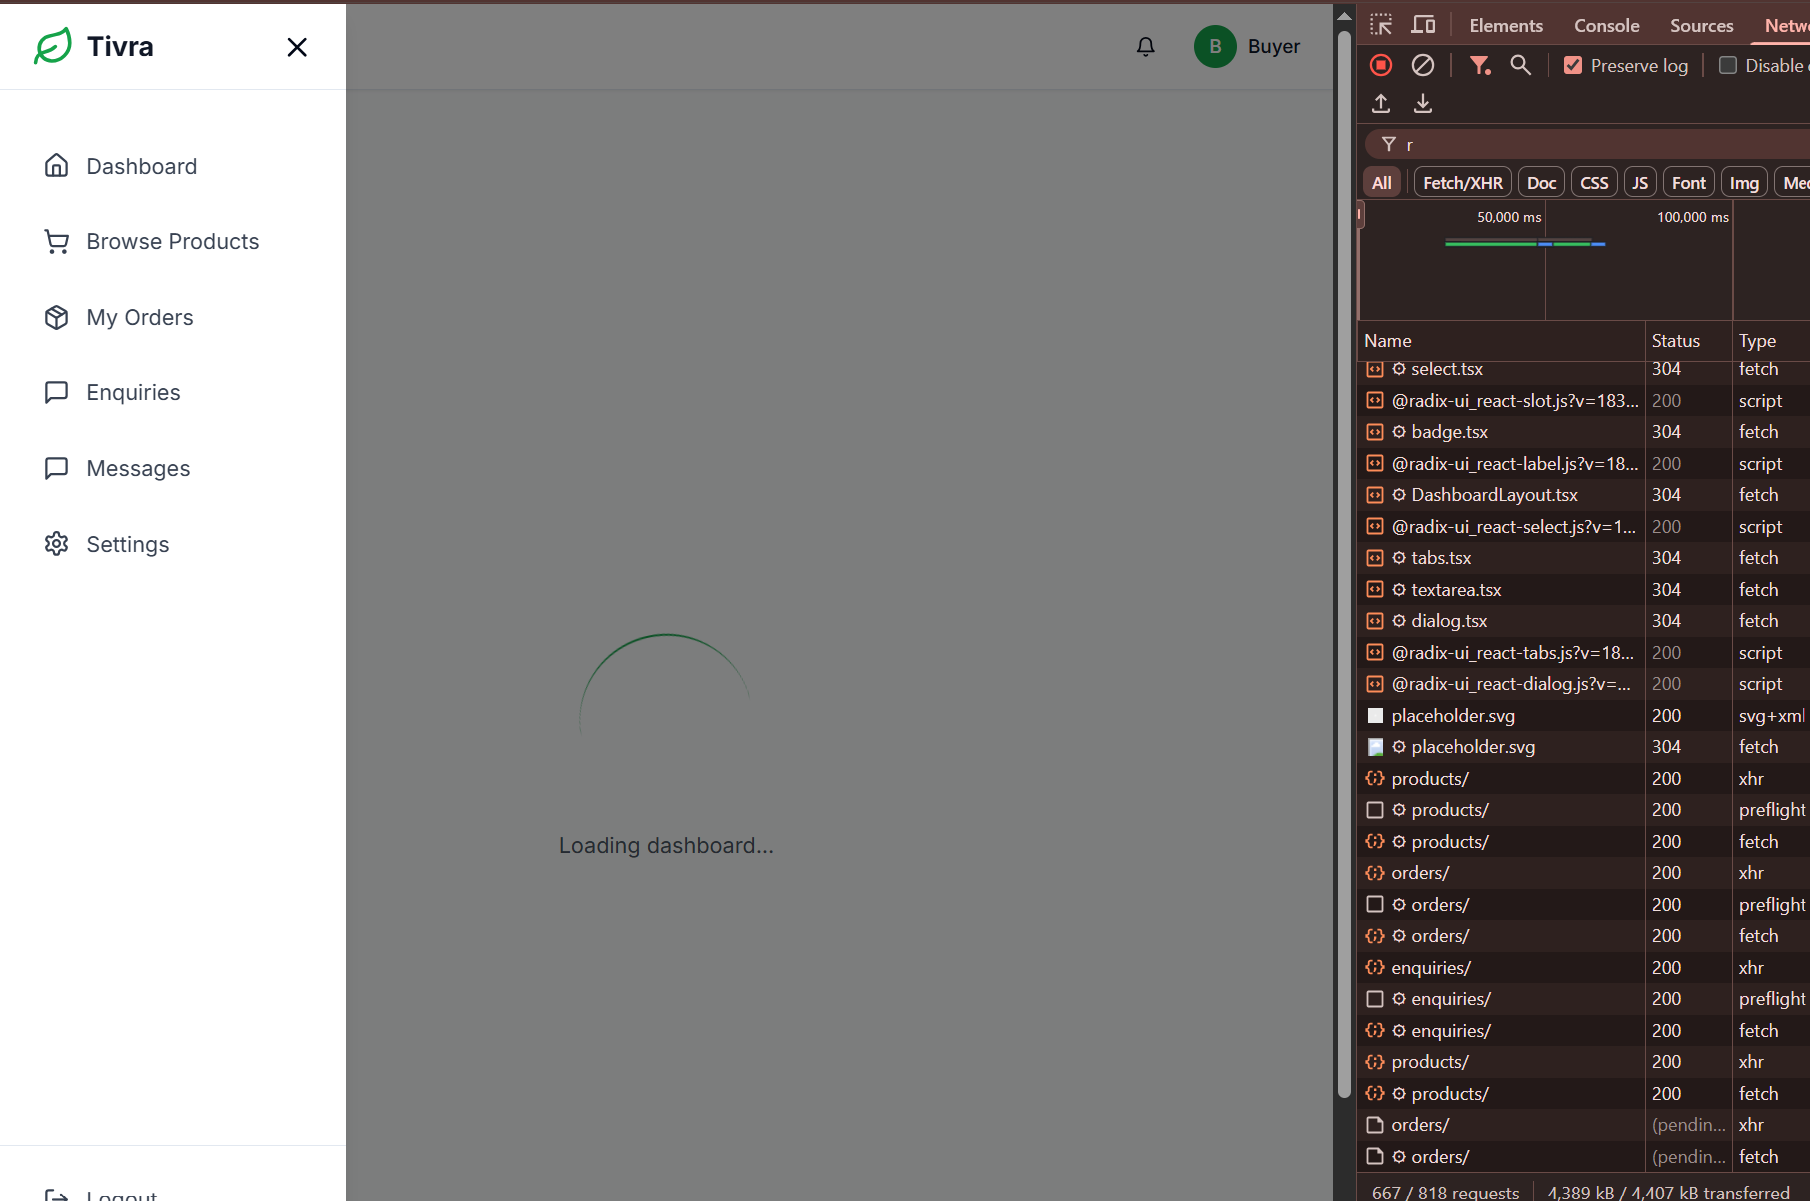 Tivra
Dashboard
Browse Products
My Orders
Enquiries
Messages
Settings
Logout
B Buyer
Loading dashboard...
Elements Console Sources
Preserve log Disable
r
All Fetch/XHR Doc CSS JS Font Img
50,000 ms 100,000 ms
Name Status Type
select.tsx 304 fetch
@radix-ui_react-slot.js?v=183... 200 script
badge.tsx 304 fetch
@radix-ui_react-label.js?v=18... 200 script
DashboardLayout.tsx 304 fetch
@radix-ui_react-select.js?v=1... 200 script
tabs.tsx 304 fetch
textarea.tsx 304 fetch
dialog.tsx 304 fetch
@radix-ui_react-tabs.js?v=18... 200 script
@radix-ui_react-dialog.js?v=... 200 script
placeholder.svg 200 svg+xml
placeholder.svg 304 fetch
products/ 200 xhr
products/ 200 preflight
products/ 200 fetch
orders/ 200 xhr
orders/ 200 preflight
orders/ 200 fetch
enquiries/ 200 xhr
enquiries/ 200 preflight
enquiries/ 200 fetch
products/ 200 xhr
products/ 200 fetch
orders/ (pendin... xhr
orders/ (pendin... fetch
667 / 818 requests 4,389 kB / 4,407 kB transferred